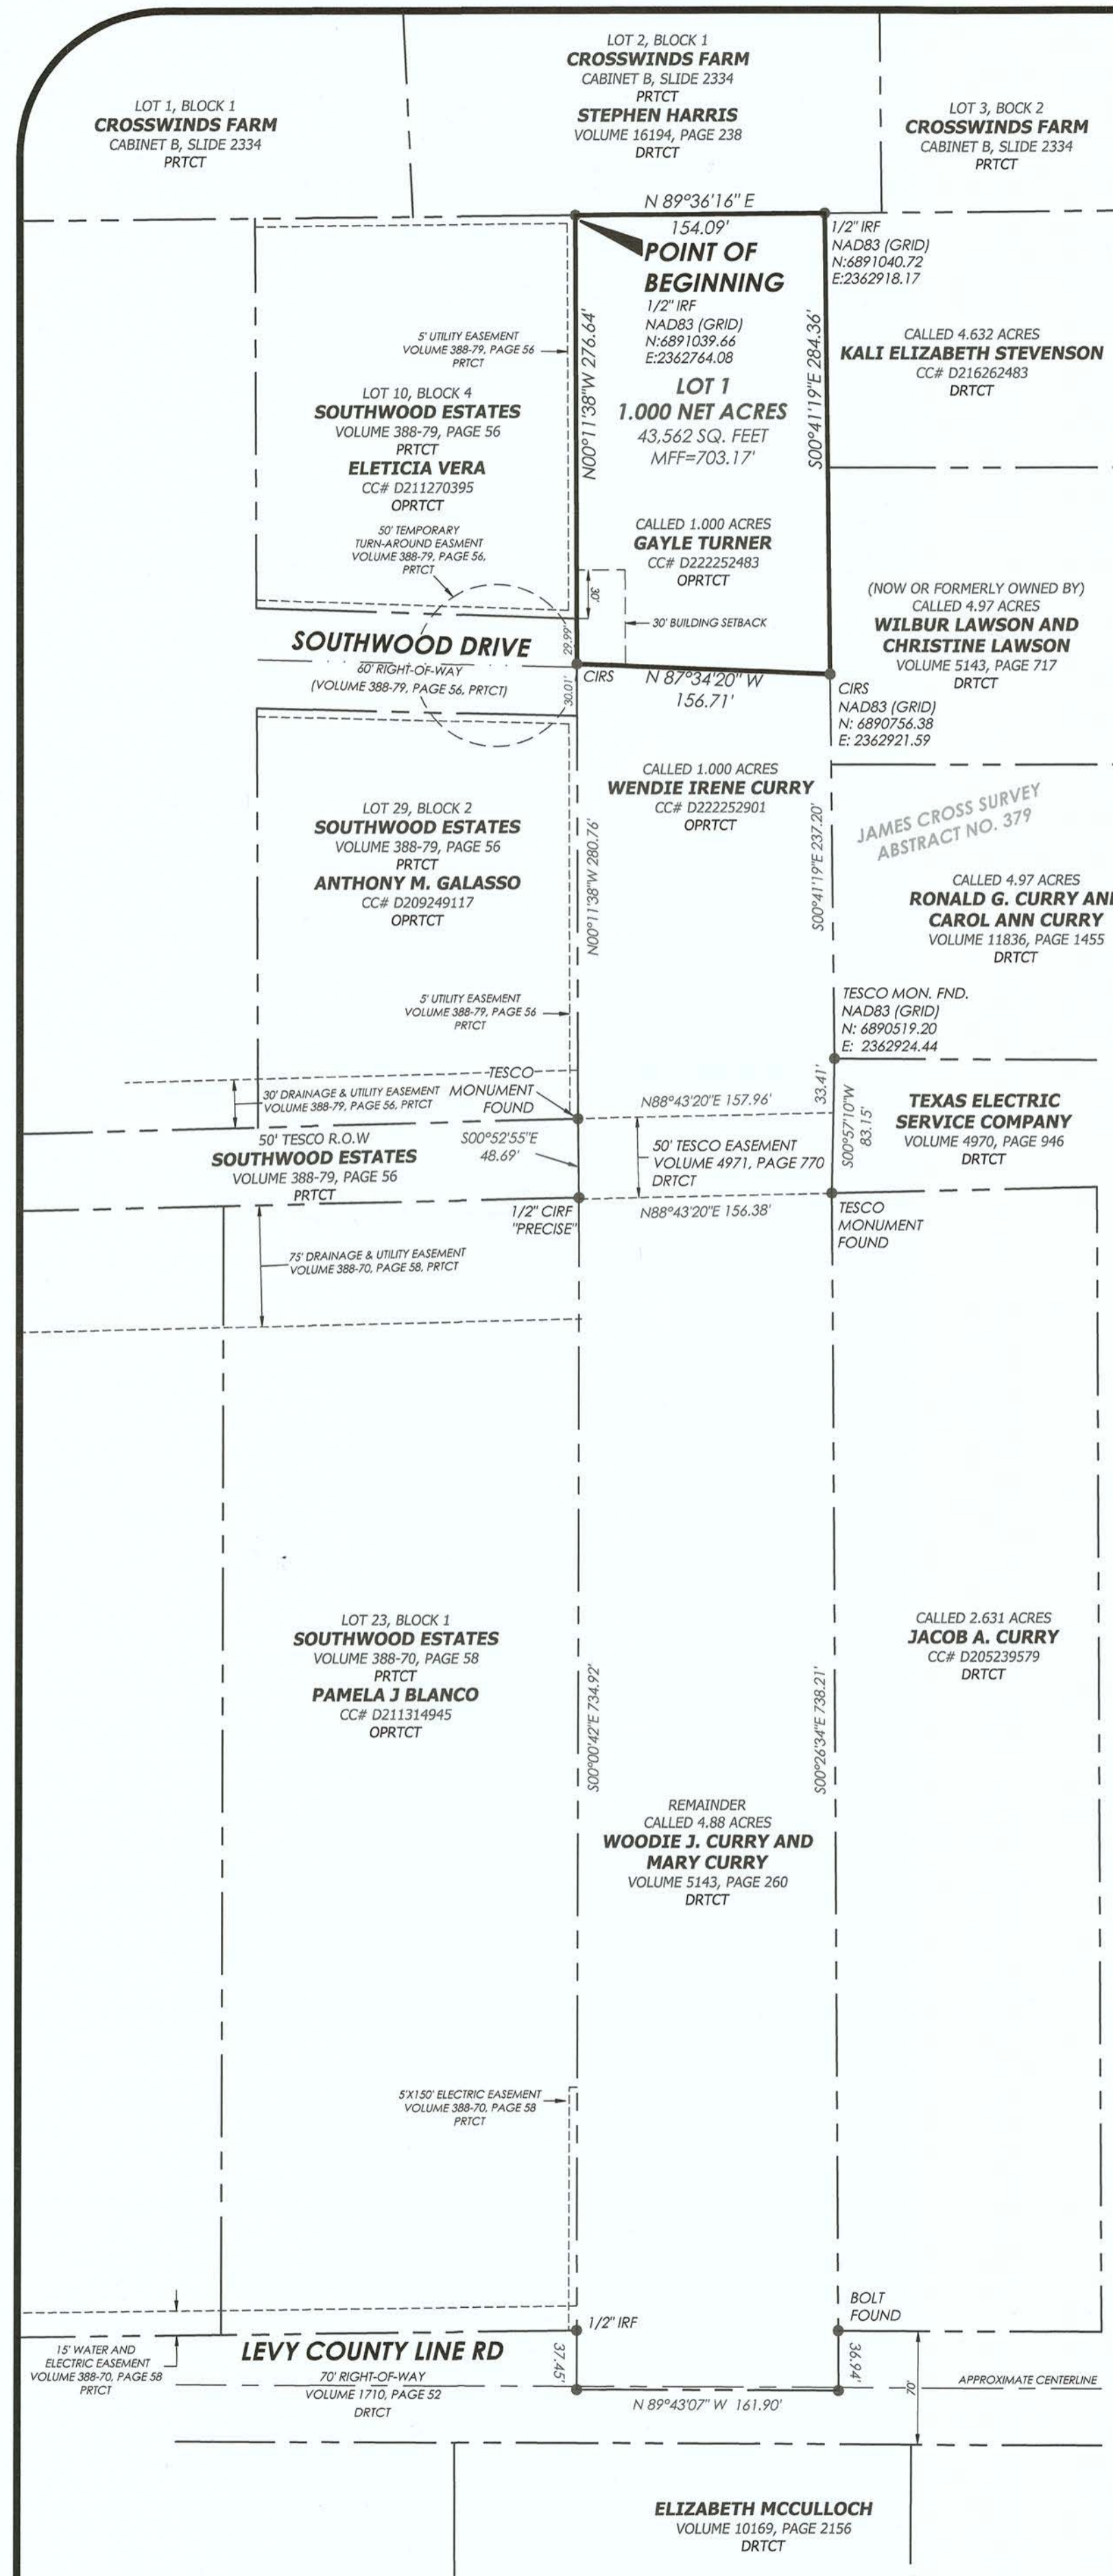 LOT 1, BLOCK 1
CROSSWINDS FARM
CABINET B, SLIDE 2334
PRTCT
LOT 2, BLOCK 1
CROSSWINDS FARM
CABINET B, SLIDE 2334
PRTCT
STEPHEN HARRIS
VOLUME 16194, PAGE 238
DRTCT
LOT 3, BOCK 2
CROSSWINDS FARM
CABINET B, SLIDE 2334
PRTCT
N 89°36'16" E
154.09'
POINT OF
BEGINNING
1/2" IRF
NAD83 (GRID)
N:6891039.66
E:2362764.08
1/2" IRF
NAD83 (GRID)
N:6891040.72
E:2362918.17
LOT 1
1.000 NET ACRES
43,562 SQ. FEET
MFF=703.17'
N00°11'38"W 276.64'
S00°41'19"E 284.36'
5' UTILITY EASEMENT
VOLUME 388-79, PAGE 56
PRTCT
LOT 10, BLOCK 4
SOUTHWOOD ESTATES
VOLUME 388-79, PAGE 56
PRTCT
ELETICIA VERA
CC# D211270395
OPRTCT
50' TEMPORARY
TURN-AROUND EASMENT
VOLUME 388-79, PAGE 56,
PRTCT
CALLED 4.632 ACRES
KALI ELIZABETH STEVENSON
CC# D216262483
DRTCT
CALLED 1.000 ACRES
GAYLE TURNER
CC# D222252483
OPRTCT
30'
30' BUILDING SETBACK
29.99'
30.01'
(NOW OR FORMERLY OWNED BY)
CALLED 4.97 ACRES
WILBUR LAWSON AND
CHRISTINE LAWSON
VOLUME 5143, PAGE 717
DRTCT
SOUTHWOOD DRIVE
60' RIGHT-OF-WAY
(VOLUME 388-79, PAGE 56, PRTCT)
CIRS
N 87°34'20" W
156.71'
CIRS
NAD83 (GRID)
N: 6890756.38
E: 2362921.59
CALLED 1.000 ACRES
WENDIE IRENE CURRY
CC# D222252901
OPRTCT
JAMES CROSS SURVEY
ABSTRACT NO. 379
LOT 29, BLOCK 2
SOUTHWOOD ESTATES
VOLUME 388-79, PAGE 56
PRTCT
ANTHONY M. GALASSO
CC# D209249117
OPRTCT
N00°11'38"W 280.76'
S00°41'19"E 237.20'
CALLED 4.97 ACRES
RONALD G. CURRY AND
CAROL ANN CURRY
VOLUME 11836, PAGE 1455
DRTCT
5' UTILITY EASEMENT
VOLUME 388-79, PAGE 56
PRTCT
TESCO MON. FND.
NAD83 (GRID)
N: 6890519.20
E: 2362924.44
TESCO
MONUMENT
FOUND
30' DRAINAGE & UTILITY EASEMENT
VOLUME 388-79, PAGE 56, PRTCT
N88°43'20"E 157.96'
33.41'
S00°57'10"W
83.15'
TEXAS ELECTRIC
SERVICE COMPANY
VOLUME 4970, PAGE 946
DRTCT
50' TESCO R.O.W
SOUTHWOOD ESTATES
VOLUME 388-79, PAGE 56
PRTCT
S00°52'55"E
48.69'
50' TESCO EASEMENT
VOLUME 4971, PAGE 770
DRTCT
1/2" CIRF
"PRECISE"
N88°43'20"E 156.38'
TESCO
MONUMENT
FOUND
75' DRAINAGE & UTILITY EASEMENT
VOLUME 388-70, PAGE 58, PRTCT
LOT 23, BLOCK 1
SOUTHWOOD ESTATES
VOLUME 388-70, PAGE 58
PRTCT
PAMELA J BLANCO
CC# D211314945
OPRTCT
S00°00'42"E 734.92'
S00°26'34"E 738.21'
CALLED 2.631 ACRES
JACOB A. CURRY
CC# D205239579
DRTCT
REMAINDER
CALLED 4.88 ACRES
WOODIE J. CURRY AND
MARY CURRY
VOLUME 5143, PAGE 260
DRTCT
5'X150' ELECTRIC EASEMENT
VOLUME 388-70, PAGE 58
PRTCT
BOLT
FOUND
1/2" IRF
15' WATER AND
ELECTRIC EASEMENT
VOLUME 388-70, PAGE 58
PRTCT
LEVY COUNTY LINE RD
70' RIGHT-OF-WAY
VOLUME 1710, PAGE 52
DRTCT
37.45'
36.94'
70'
APPROXIMATE CENTERLINE
N 89°43'07" W 161.90'
ELIZABETH MCCULLOCH
VOLUME 10169, PAGE 2156
DRTCT